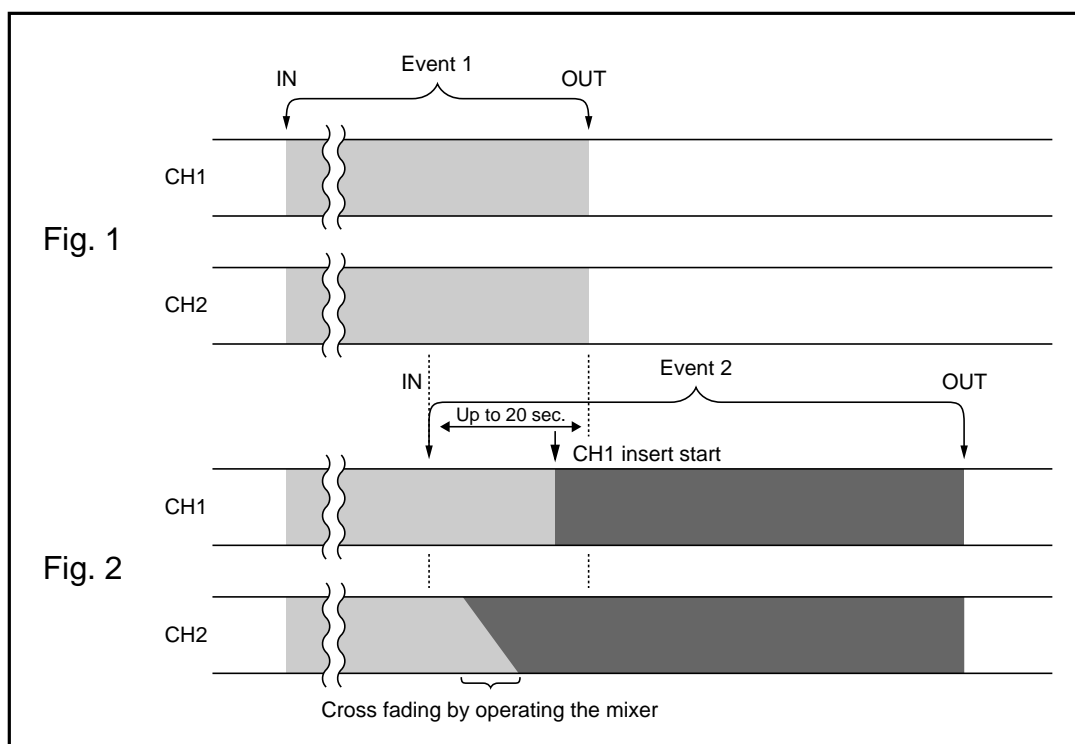 Event 1
IN
OUT
CH1
Fig. 1
CH2
Event 2
IN
OUT
Up to 20 sec.
CH1 insert start
CH1
Fig. 2
CH2
Cross fading by operating the mixer